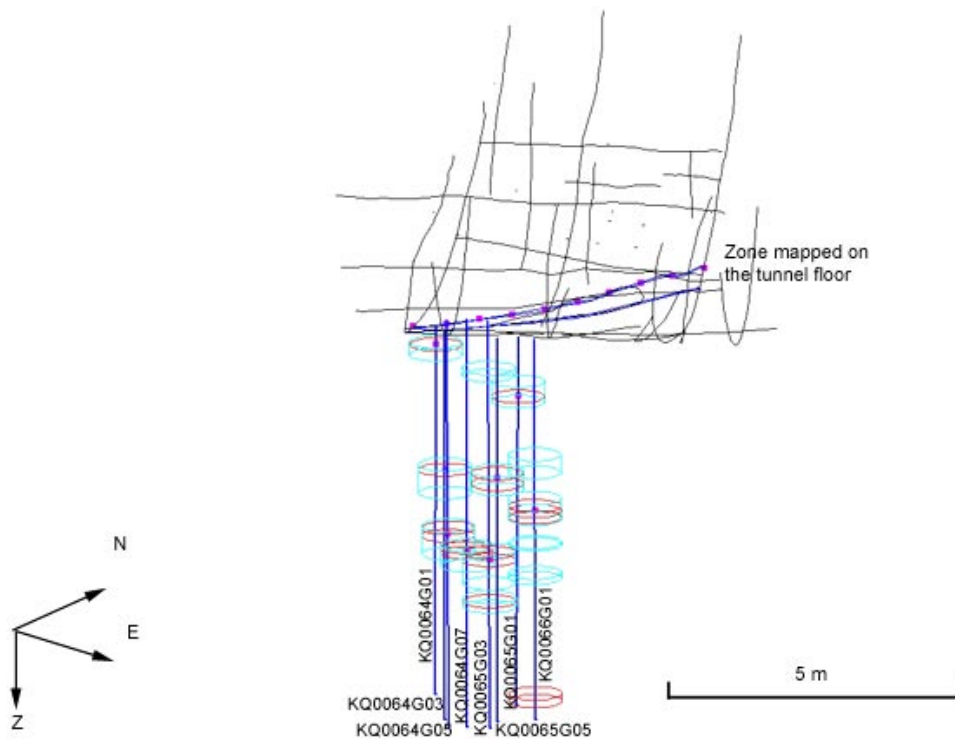 Zone mapped on
the tunnel floor
N
E
Z
5 m
KQ0064G01
KQ0064G03
KQ0064G05
KQ0064G07
KQ0065G03
KQ0065G01
KQ0065G05
KQ0066G01